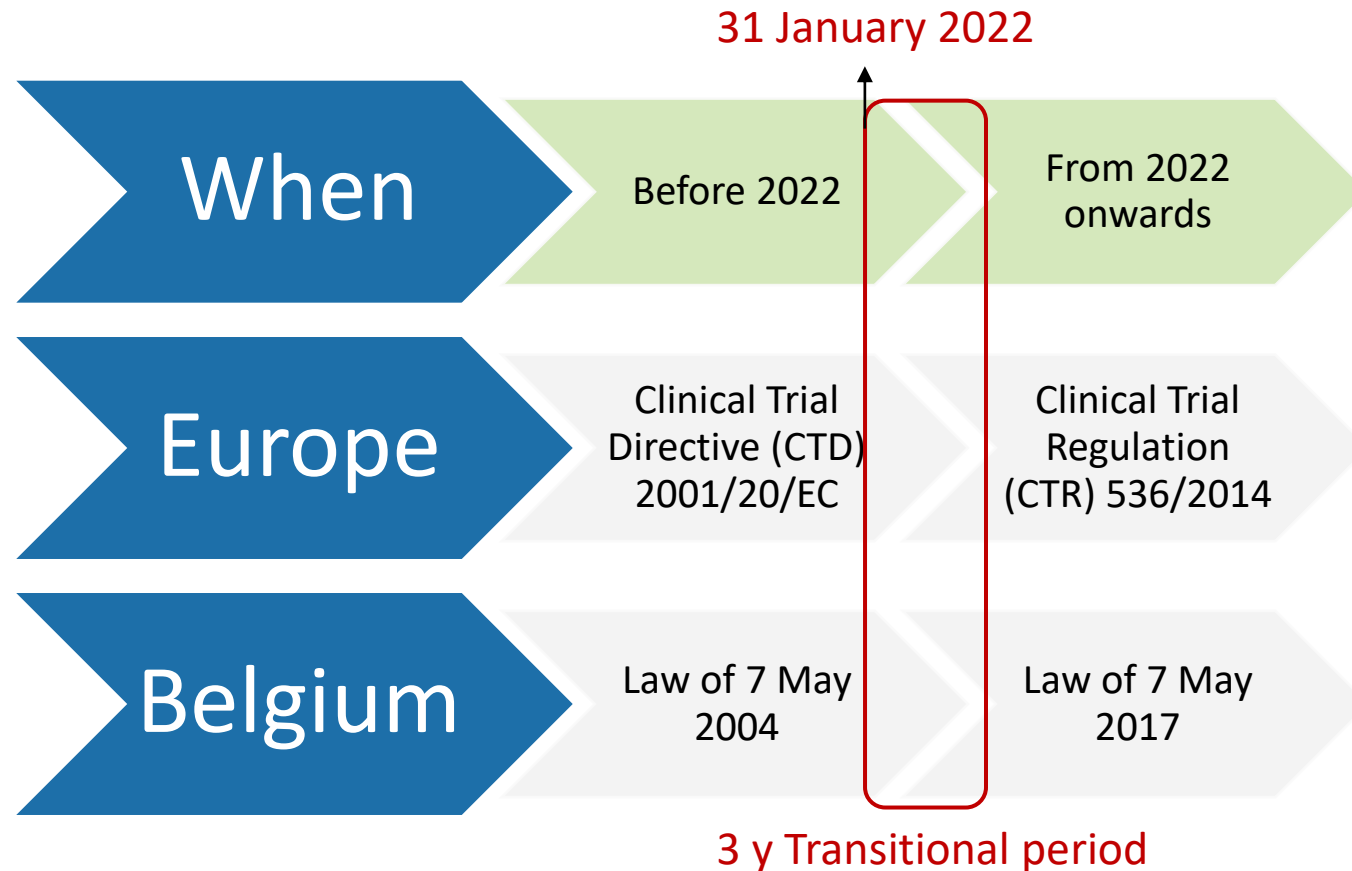 31 January 2022
When
Before 2022
From 2022
onwards
Europe
Clinical Trial
Directive (CTD)
2001/20/EC
Clinical Trial
Regulation
(CTR) 536/2014
Belgium
Law of 7 May
2004
Law of 7 May
2017
3 y Transitional period